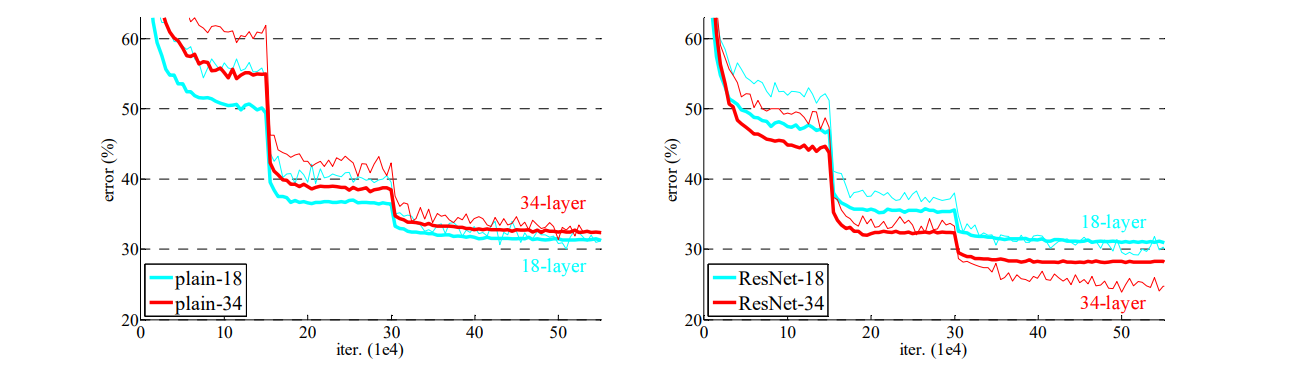 60
50
40
30
20
error (%)
34-layer
18-layer
plain-18
plain-34
0 10 20 30 40 50
iter. (1e4)
60
50
40
30
20
error (%)
18-layer
34-layer
ResNet-18
ResNet-34
0 10 20 30 40 50
iter. (1e4)